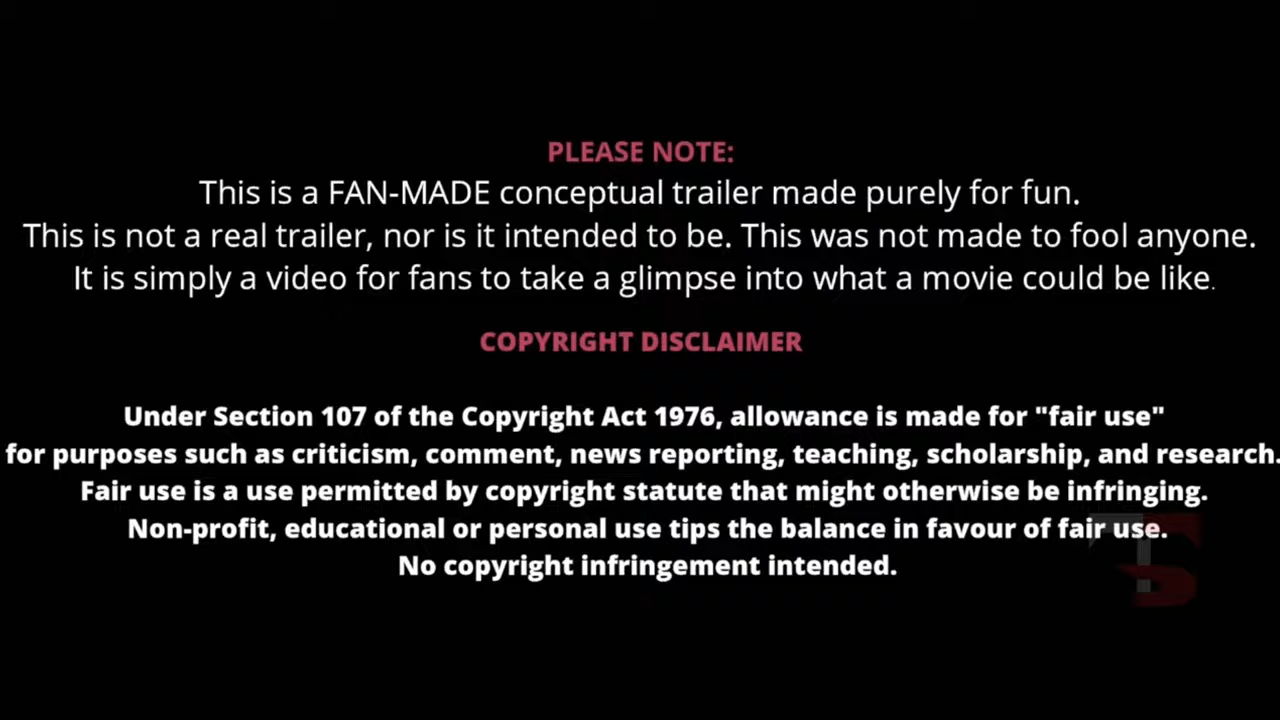 PLEASE NOTE:
This is a FAN-MADE conceptual trailer made purely for fun.
This is not a real trailer, nor is it intended to be. This was not made to fool anyone.
It is simply a video for fans to take a glimpse into what a movie could be like.
COPYRIGHT DISCLAIMER
Under Section 107 of the Copyright Act 1976, allowance is made for "fair use"
for purposes such as criticism, comment, news reporting, teaching, scholarship, and research.
Fair use is a use permitted by copyright statute that might otherwise be infringing.
Non-profit, educational or personal use tips the balance in favour of fair use.
No copyright infringement intended.
TS